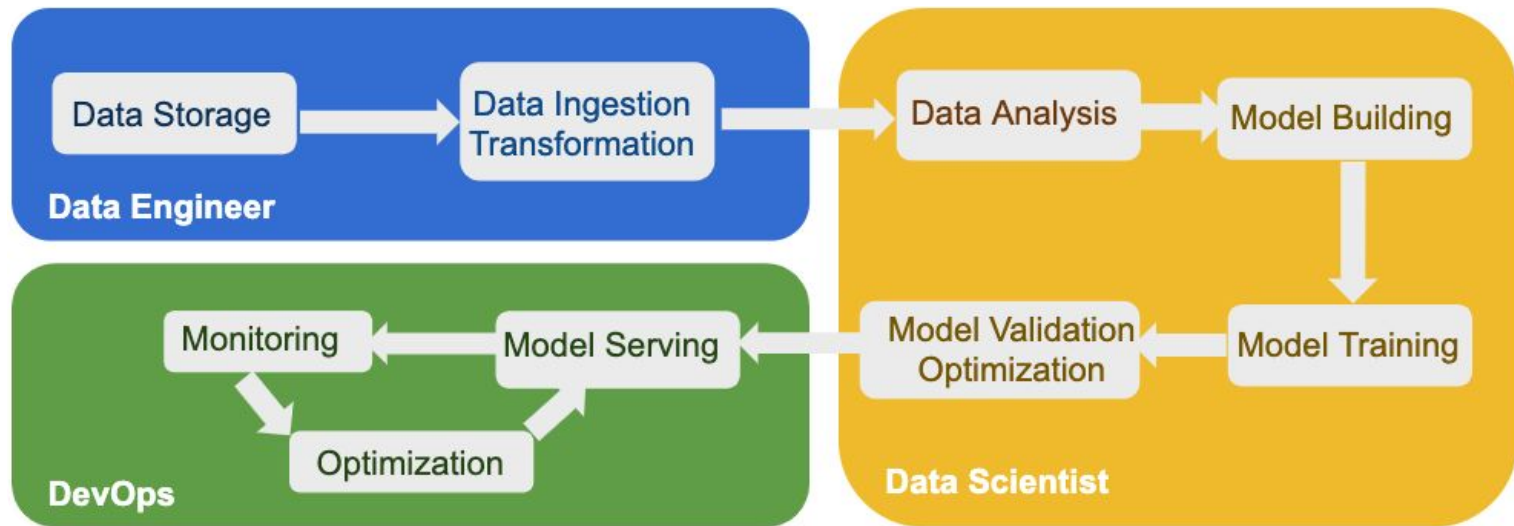 Data Storage
Data Ingestion
Transformation
Data Engineer
Data Analysis
Model Building
Model Training
Model Validation
Optimization
Data Scientist
Model Serving
Monitoring
Optimization
DevOps